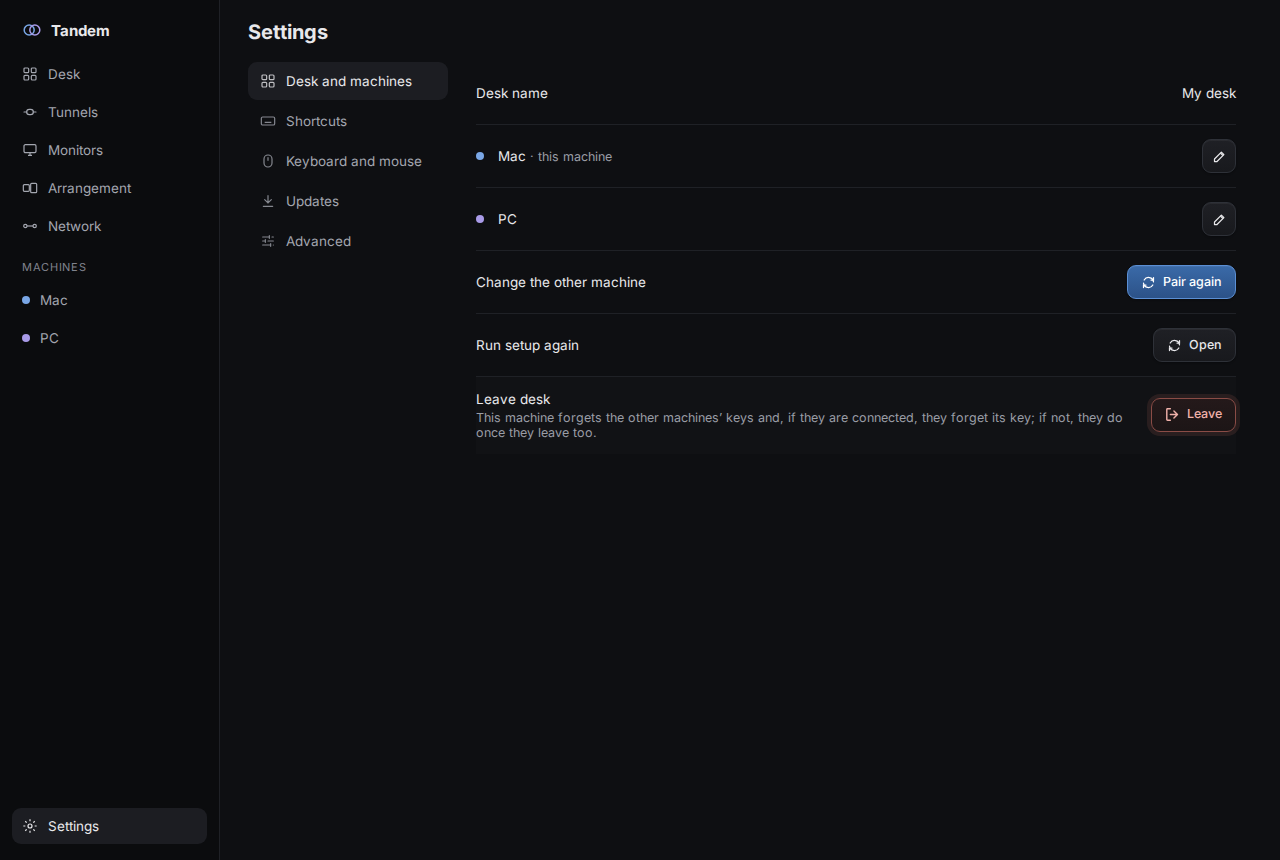 Tandem
Desk
Tunnels
Monitors
Arrangement
Network
MACHINES
Mac
PC
Settings
Settings
Desk and machines
Shortcuts
Keyboard and mouse
Updates
Advanced
Desk name
My desk
Mac · this machine
PC
Change the other machine
Pair again
Run setup again
Open
Leave desk
This machine forgets the other machines’ keys and, if they are connected, they forget its key; if not, they do
once they leave too.
Leave